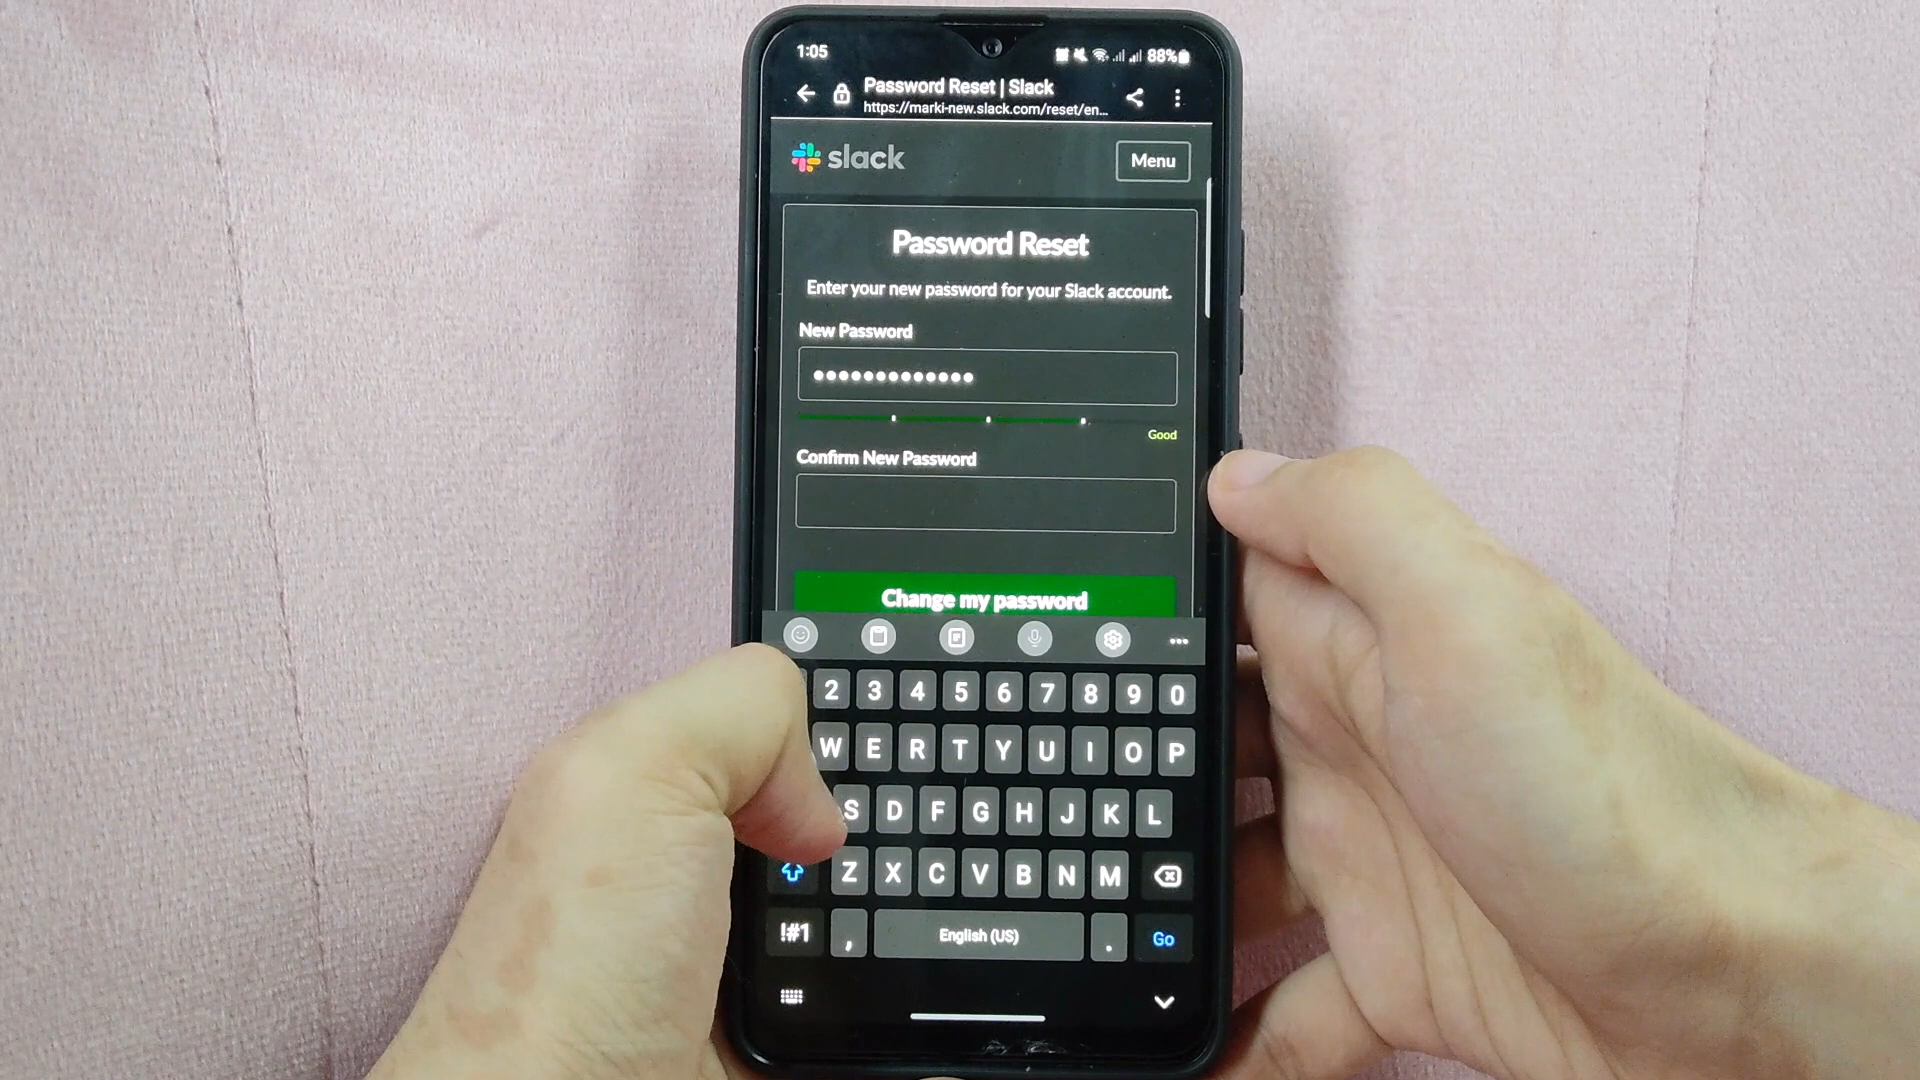 1:05
88%
Password Reset | Slack
https://marki-new.slack.com/reset/en...
slack
Menu
Password Reset
Enter your new password for your Slack account.
New Password
•••••••••••••
Good
Confirm New Password
Change my password
2 3 4 5 6 7 8 9 0
W E R T Y U I O P
S D F G H J K L
Z X C V B N M
!#1 , English (US) . Go